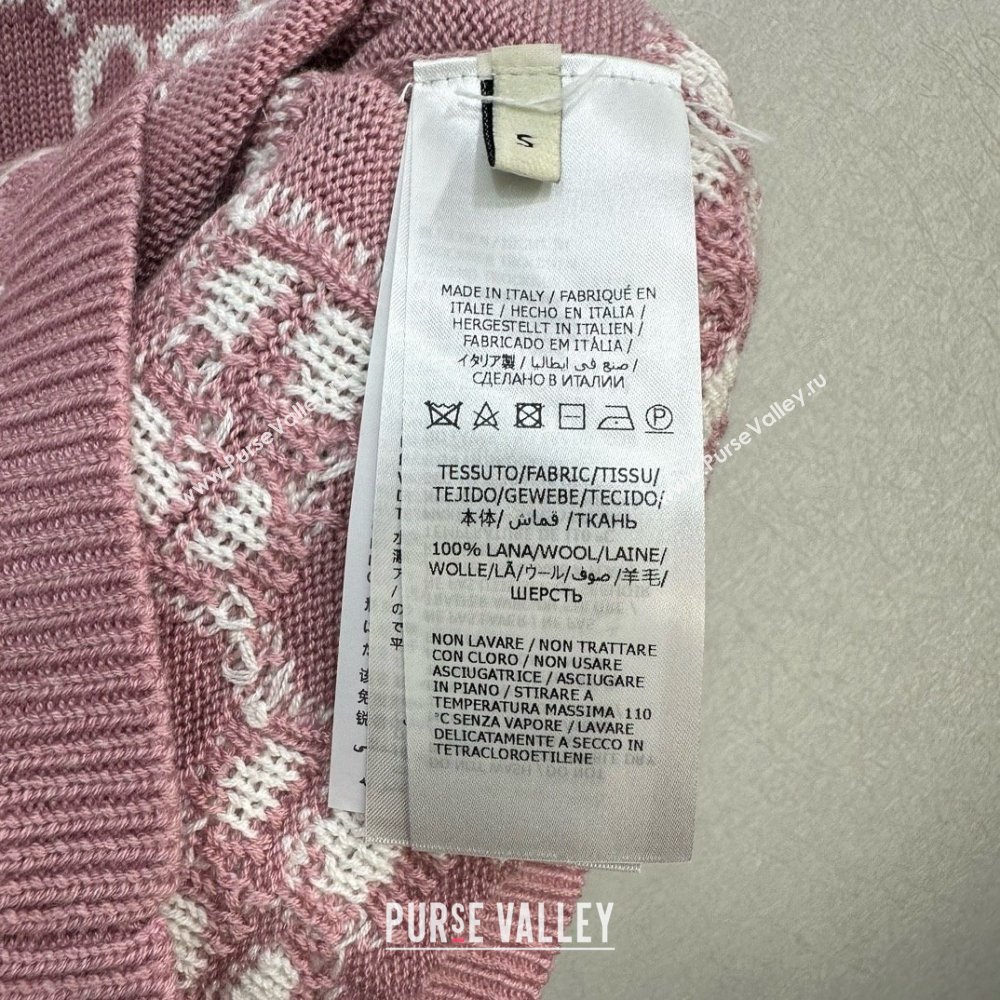 S
MADE IN ITALY / FABRIQUÉ EN
ITALIE / HECHO EN ITALIA /
HERGESTELLT IN ITALIEN /
FABRICADO EM ITÀLIA /
イタリア製 / صنع في ايطاليا /
СДЕЛАНО В ИТАЛИИ
P
TESSUTO/FABRIC/TISSU/
TEJIDO/GEWEBE/TECIDO/
本体/ قماش /ТКАНЬ
100% LANA/WOOL/LAINE/
WOLLE/LÃ/ウール/صوف/羊毛/
ШЕРСТЬ
NON LAVARE / NON TRATTARE
CON CLORO / NON USARE
ASCIUGATRICE / ASCIUGARE
IN PIANO / STIRARE A
TEMPERATURA MASSIMA 110
°C SENZA VAPORE / LAVARE
DELICATAMENTE A SECCO IN
TETRACLOROETILENE
www.PurseValley.ru
PurseValley.ru
PURSE VALLEY